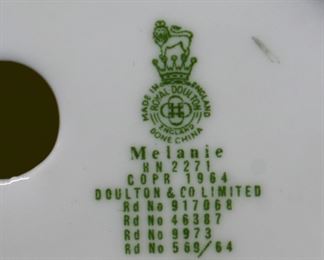 MADE IN ENGLAND
ROYAL DOULTON
ENGLAND
BONE CHINA
Melanie
H N 2271
COPR 1964
DOULTON & CO LIMITED
Rd No 917068
Rd No 46387
Rd No 9973
Rd No 569/64